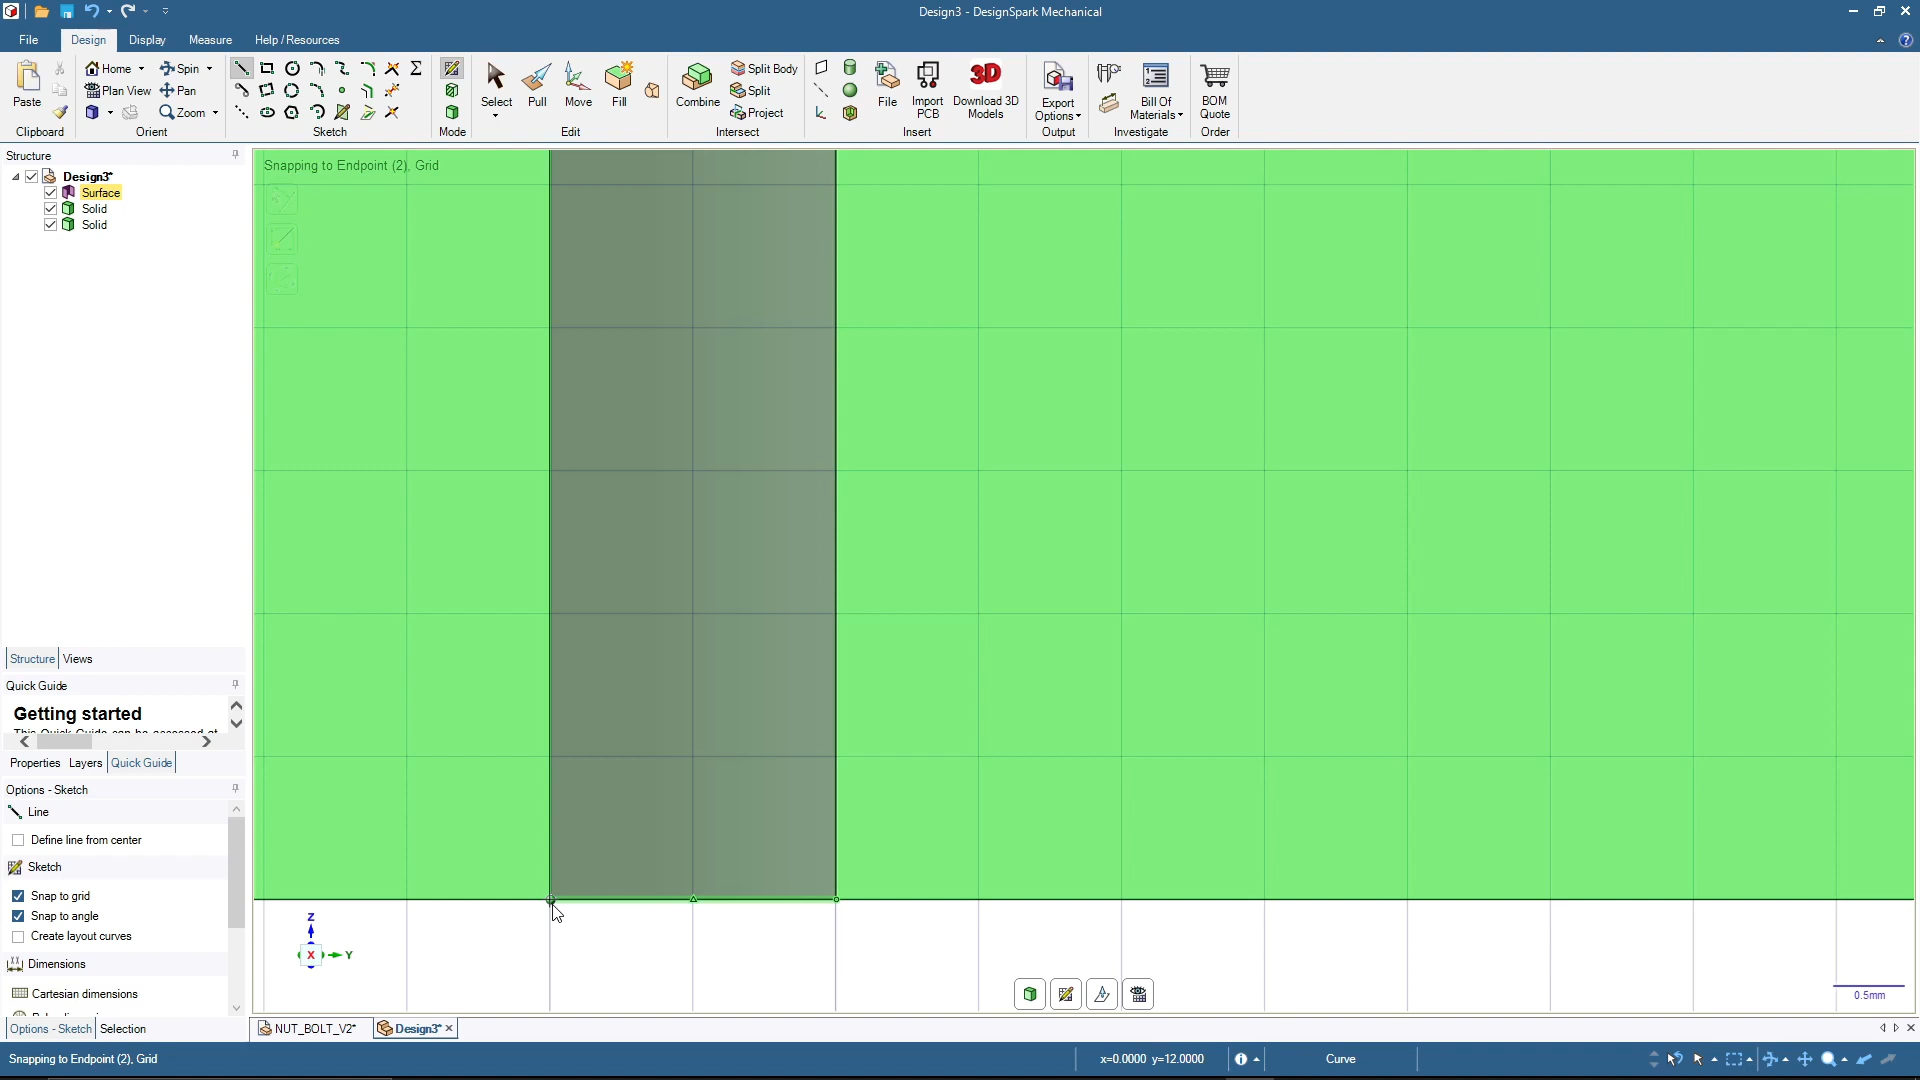 Design3 - DesignSpark Mechanical
File
Design
Display
Measure
Help / Resources
Paste
Clipboard
Home
Plan View
Spin
Pan
Zoom
Orient
Sketch
Mode
Select
Pull
Move
Fill
Edit
Combine
Split Body
Split
Project
Intersect
File
Import
PCB
Download 3D
Models
3D
Insert
Export
Options
Output
Bill Of
Materials
Investigate
BOM
Quote
Order
Structure
Design3*
Surface
Solid
Solid
Snapping to Endpoint (2), Grid
Structure
Views
Quick Guide
Getting started
Properties
Layers
Quick Guide
Options - Sketch
Line
Define line from center
Sketch
Snap to grid
Snap to angle
Create layout curves
Dimensions
Cartesian dimensions
Options - Sketch
Selection
Z
X
Y
0.5mm
NUT_BOLT_V2*
Design3*
Snapping to Endpoint (2), Grid
x=0.0000 y=12.0000
Curve